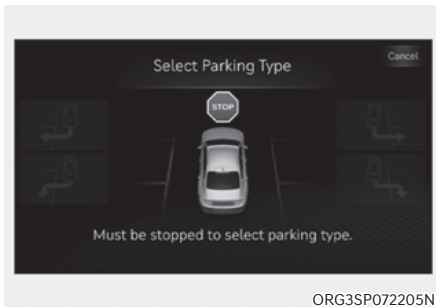 Select Parking Type
Cancel
STOP
Must be stopped to select parking type.
ORG3SP072205N